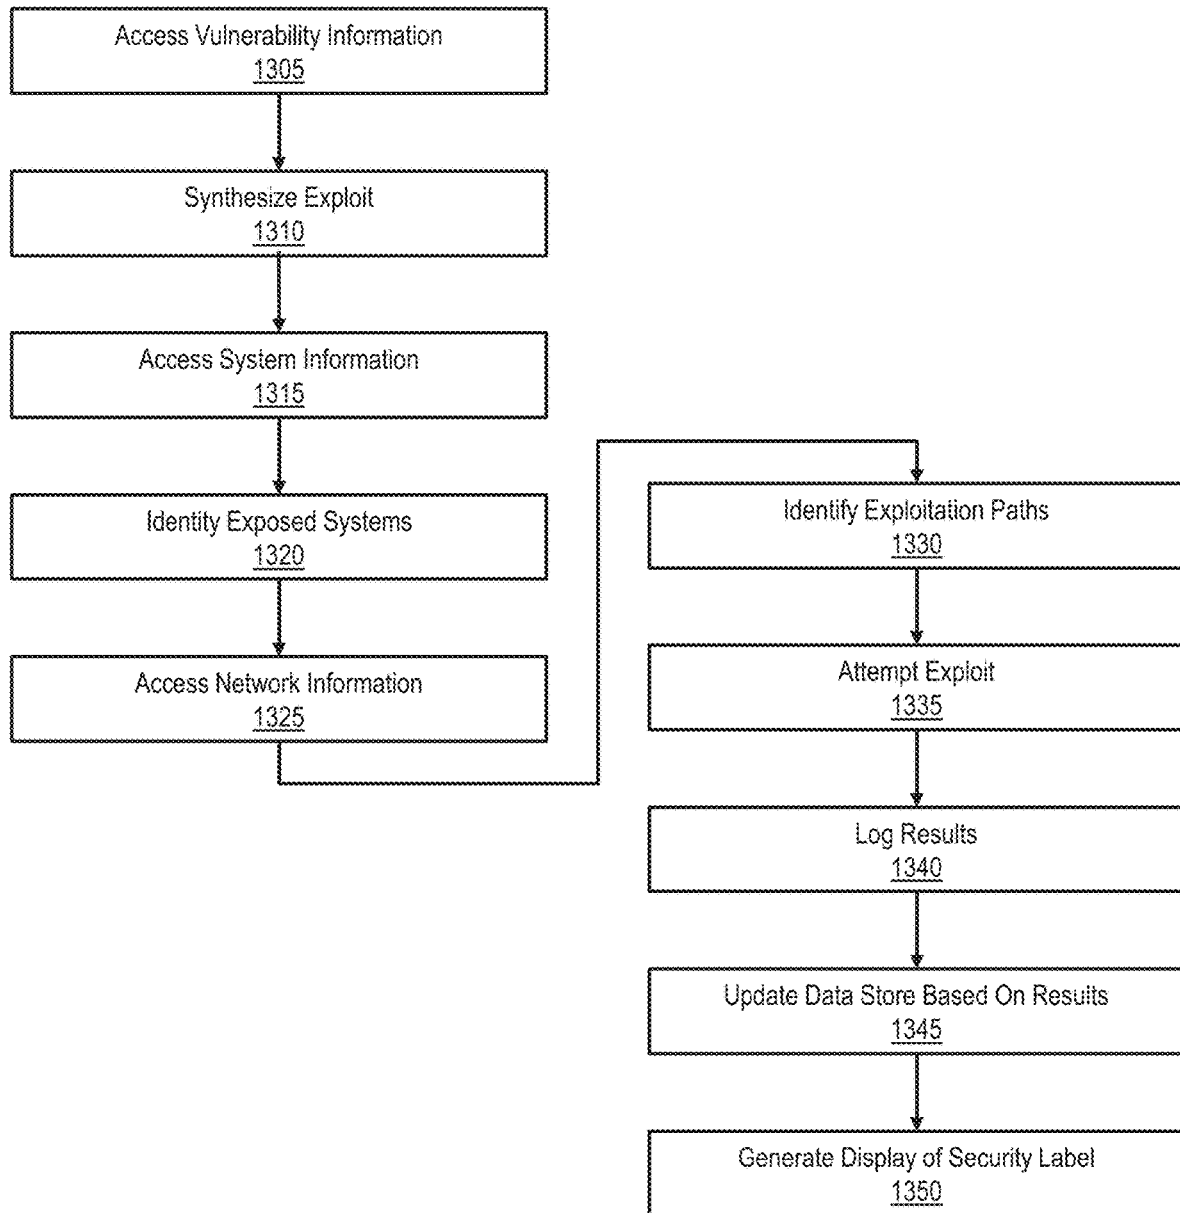 Access Vulnerability Information
1305
Synthesize Exploit
1310
Access System Information
1315
Identity Exposed Systems
1320
Access Network Information
1325
Identify Exploitation Paths
1330
Attempt Exploit
1335
Log Results
1340
Update Data Store Based On Results
1345
Generate Display of Security Label
1350